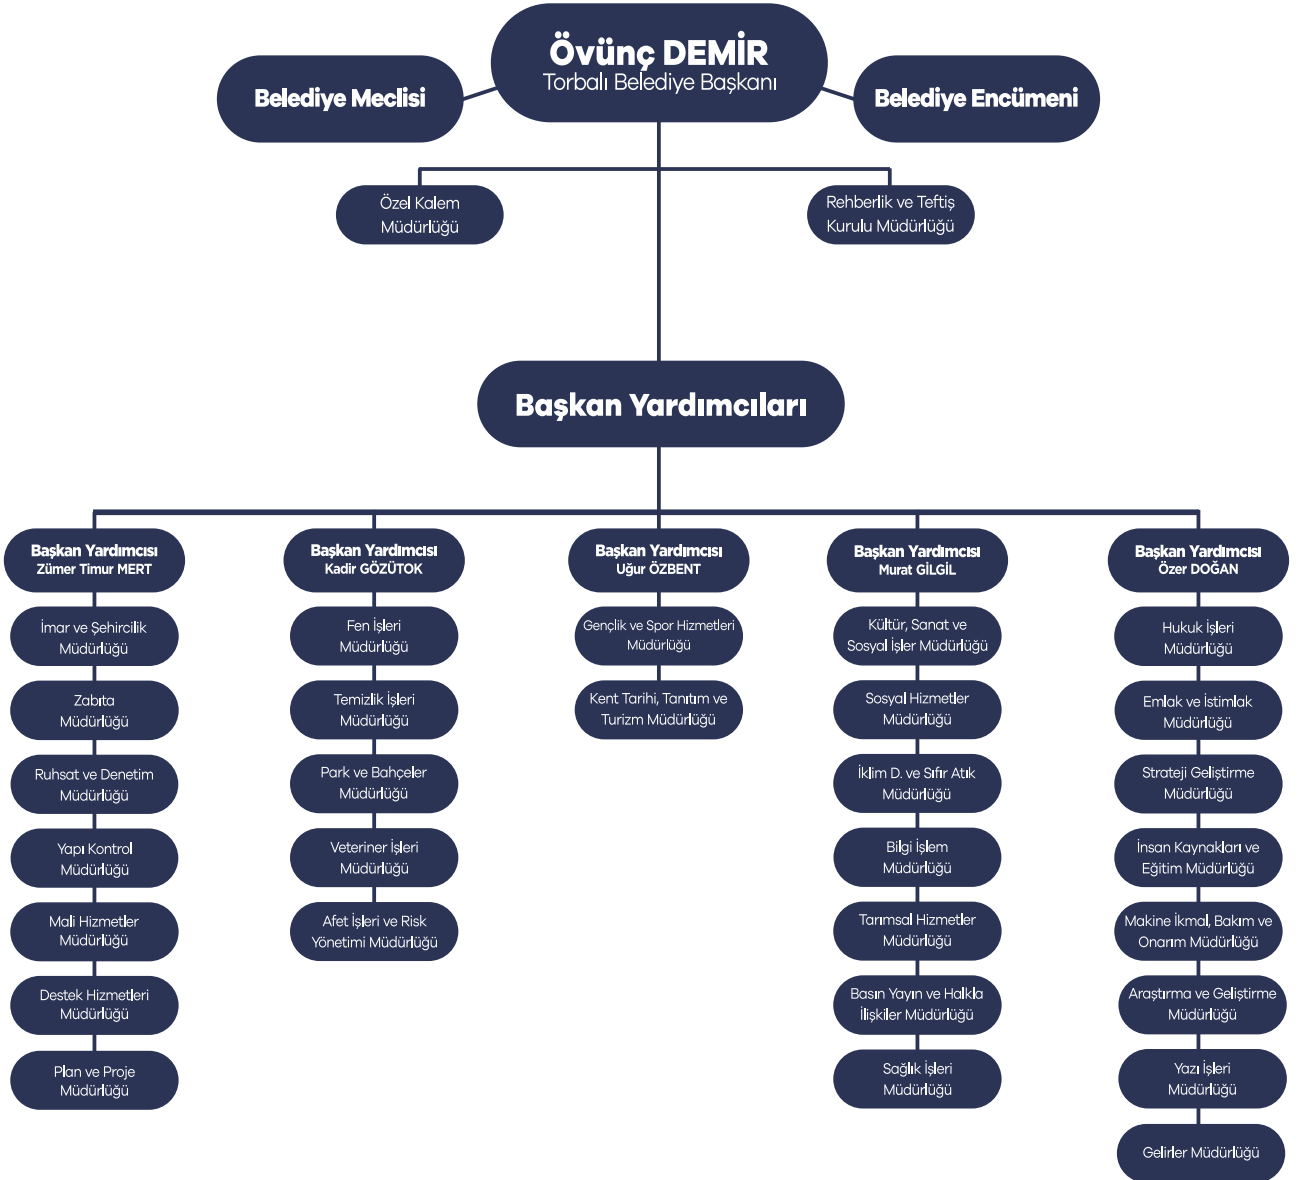 Övünç DEMİR
Torbalı Belediye Başkanı
Belediye Meclisi
Belediye Encümeni
Özel Kalem
Müdürlüğü
Rehberlik ve Teftiş
Kurulu Müdürlüğü
Başkan Yardımcıları
Başkan Yardımcısı
Zümer Timur MERT
İmar ve Şehircilik
Müdürlüğü
Zabıta
Müdürlüğü
Ruhsat ve Denetim
Müdürlüğü
Yapı Kontrol
Müdürlüğü
Mali Hizmetler
Müdürlüğü
Destek Hizmetleri
Müdürlüğü
Plan ve Proje
Müdürlüğü
Başkan Yardımcısı
Kadir GÖZÜTOK
Fen İşleri
Müdürlüğü
Temizlik İşleri
Müdürlüğü
Park ve Bahçeler
Müdürlüğü
Veteriner İşleri
Müdürlüğü
Afet İşleri ve Risk
Yönetimi Müdürlüğü
Başkan Yardımcısı
Uğur ÖZBENT
Gençlik ve Spor Hizmetleri
Müdürlüğü
Kent Tarihi, Tanıtım ve
Turizm Müdürlüğü
Başkan Yardımcısı
Murat GİLGİL
Kültür, Sanat ve
Sosyal İşler Müdürlüğü
Sosyal Hizmetler
Müdürlüğü
İklim D. ve Sıfır Atık
Müdürlüğü
Bilgi İşlem
Müdürlüğü
Tarımsal Hizmetler
Müdürlüğü
Basın Yayın ve Halkla
İlişkiler Müdürlüğü
Sağlık İşleri
Müdürlüğü
Başkan Yardımcısı
Özer DOĞAN
Hukuk İşleri
Müdürlüğü
Emlak ve İstimlak
Müdürlüğü
Strateji Geliştirme
Müdürlüğü
İnsan Kaynakları ve
Eğitim Müdürlüğü
Makine İkmal, Bakım ve
Onarım Müdürlüğü
Araştırma ve Geliştirme
Müdürlüğü
Yazı İşleri
Müdürlüğü
Gelirler Müdürlüğü